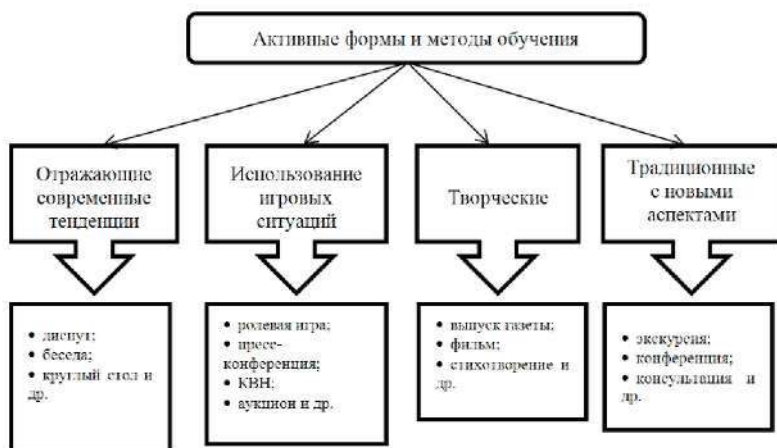 Активные формы и методы обучения
Отражающие
современные
тенденции
Использование
игровых
ситуаций
Творческие
Традиционные
с новыми
аспектами
• диспут;
• беседа;
• круглый стол и
др.
• ролевая игра;
• пресс-
конференция;
• КВН;
• аукцион и др.
• выпуск газеты;
• фильм;
• стихотворение и
др.
• экскурсия;
• конференция;
• консультация и
др.